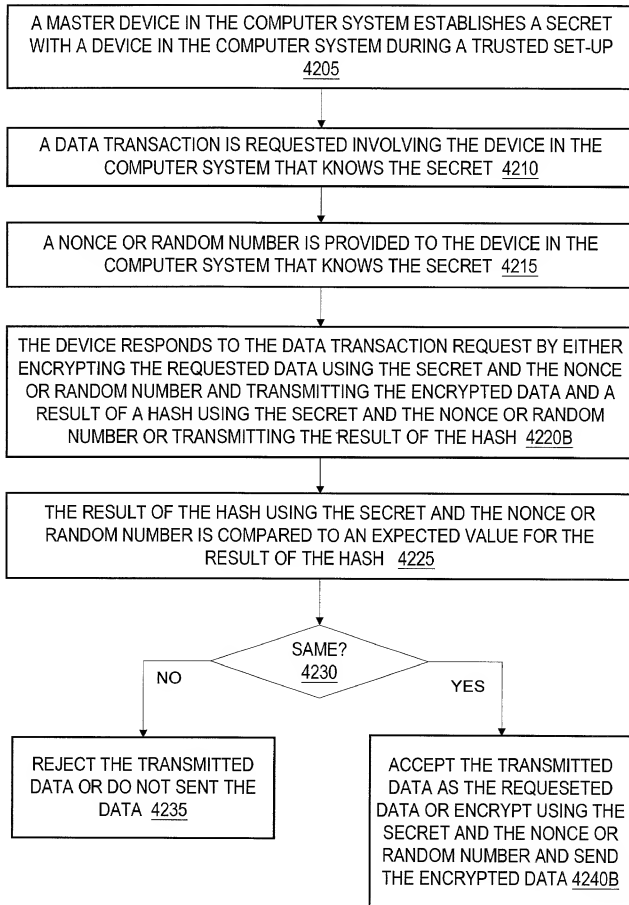 A MASTER DEVICE IN THE COMPUTER SYSTEM ESTABLISHES A SECRET
WITH A DEVICE IN THE COMPUTER SYSTEM DURING A TRUSTED SET-UP
4205
A DATA TRANSACTION IS REQUESTED INVOLVING THE DEVICE IN THE
COMPUTER SYSTEM THAT KNOWS THE SECRET 4210
A NONCE OR RANDOM NUMBER IS PROVIDED TO THE DEVICE IN THE
COMPUTER SYSTEM THAT KNOWS THE SECRET 4215
THE DEVICE RESPONDS TO THE DATA TRANSACTION REQUEST BY EITHER
ENCRYPTING THE REQUESTED DATA USING THE SECRET AND THE NONCE
OR RANDOM NUMBER AND TRANSMITTING THE ENCRYPTED DATA AND A
RESULT OF A HASH USING THE SECRET AND THE NONCE OR RANDOM
NUMBER OR TRANSMITTING THE RESULT OF THE HASH 4220B
THE RESULT OF THE HASH USING THE SECRET AND THE NONCE OR
RANDOM NUMBER IS COMPARED TO AN EXPECTED VALUE FOR THE
RESULT OF THE HASH 4225
SAME?
4230
NO
YES
REJECT THE TRANSMITTED
DATA OR DO NOT SENT THE
DATA 4235
ACCEPT THE TRANSMITTED
DATA AS THE REQUESETED
DATA OR ENCRYPT USING THE
SECRET AND THE NONCE OR
RANDOM NUMBER AND SEND
THE ENCRYPTED DATA 4240B